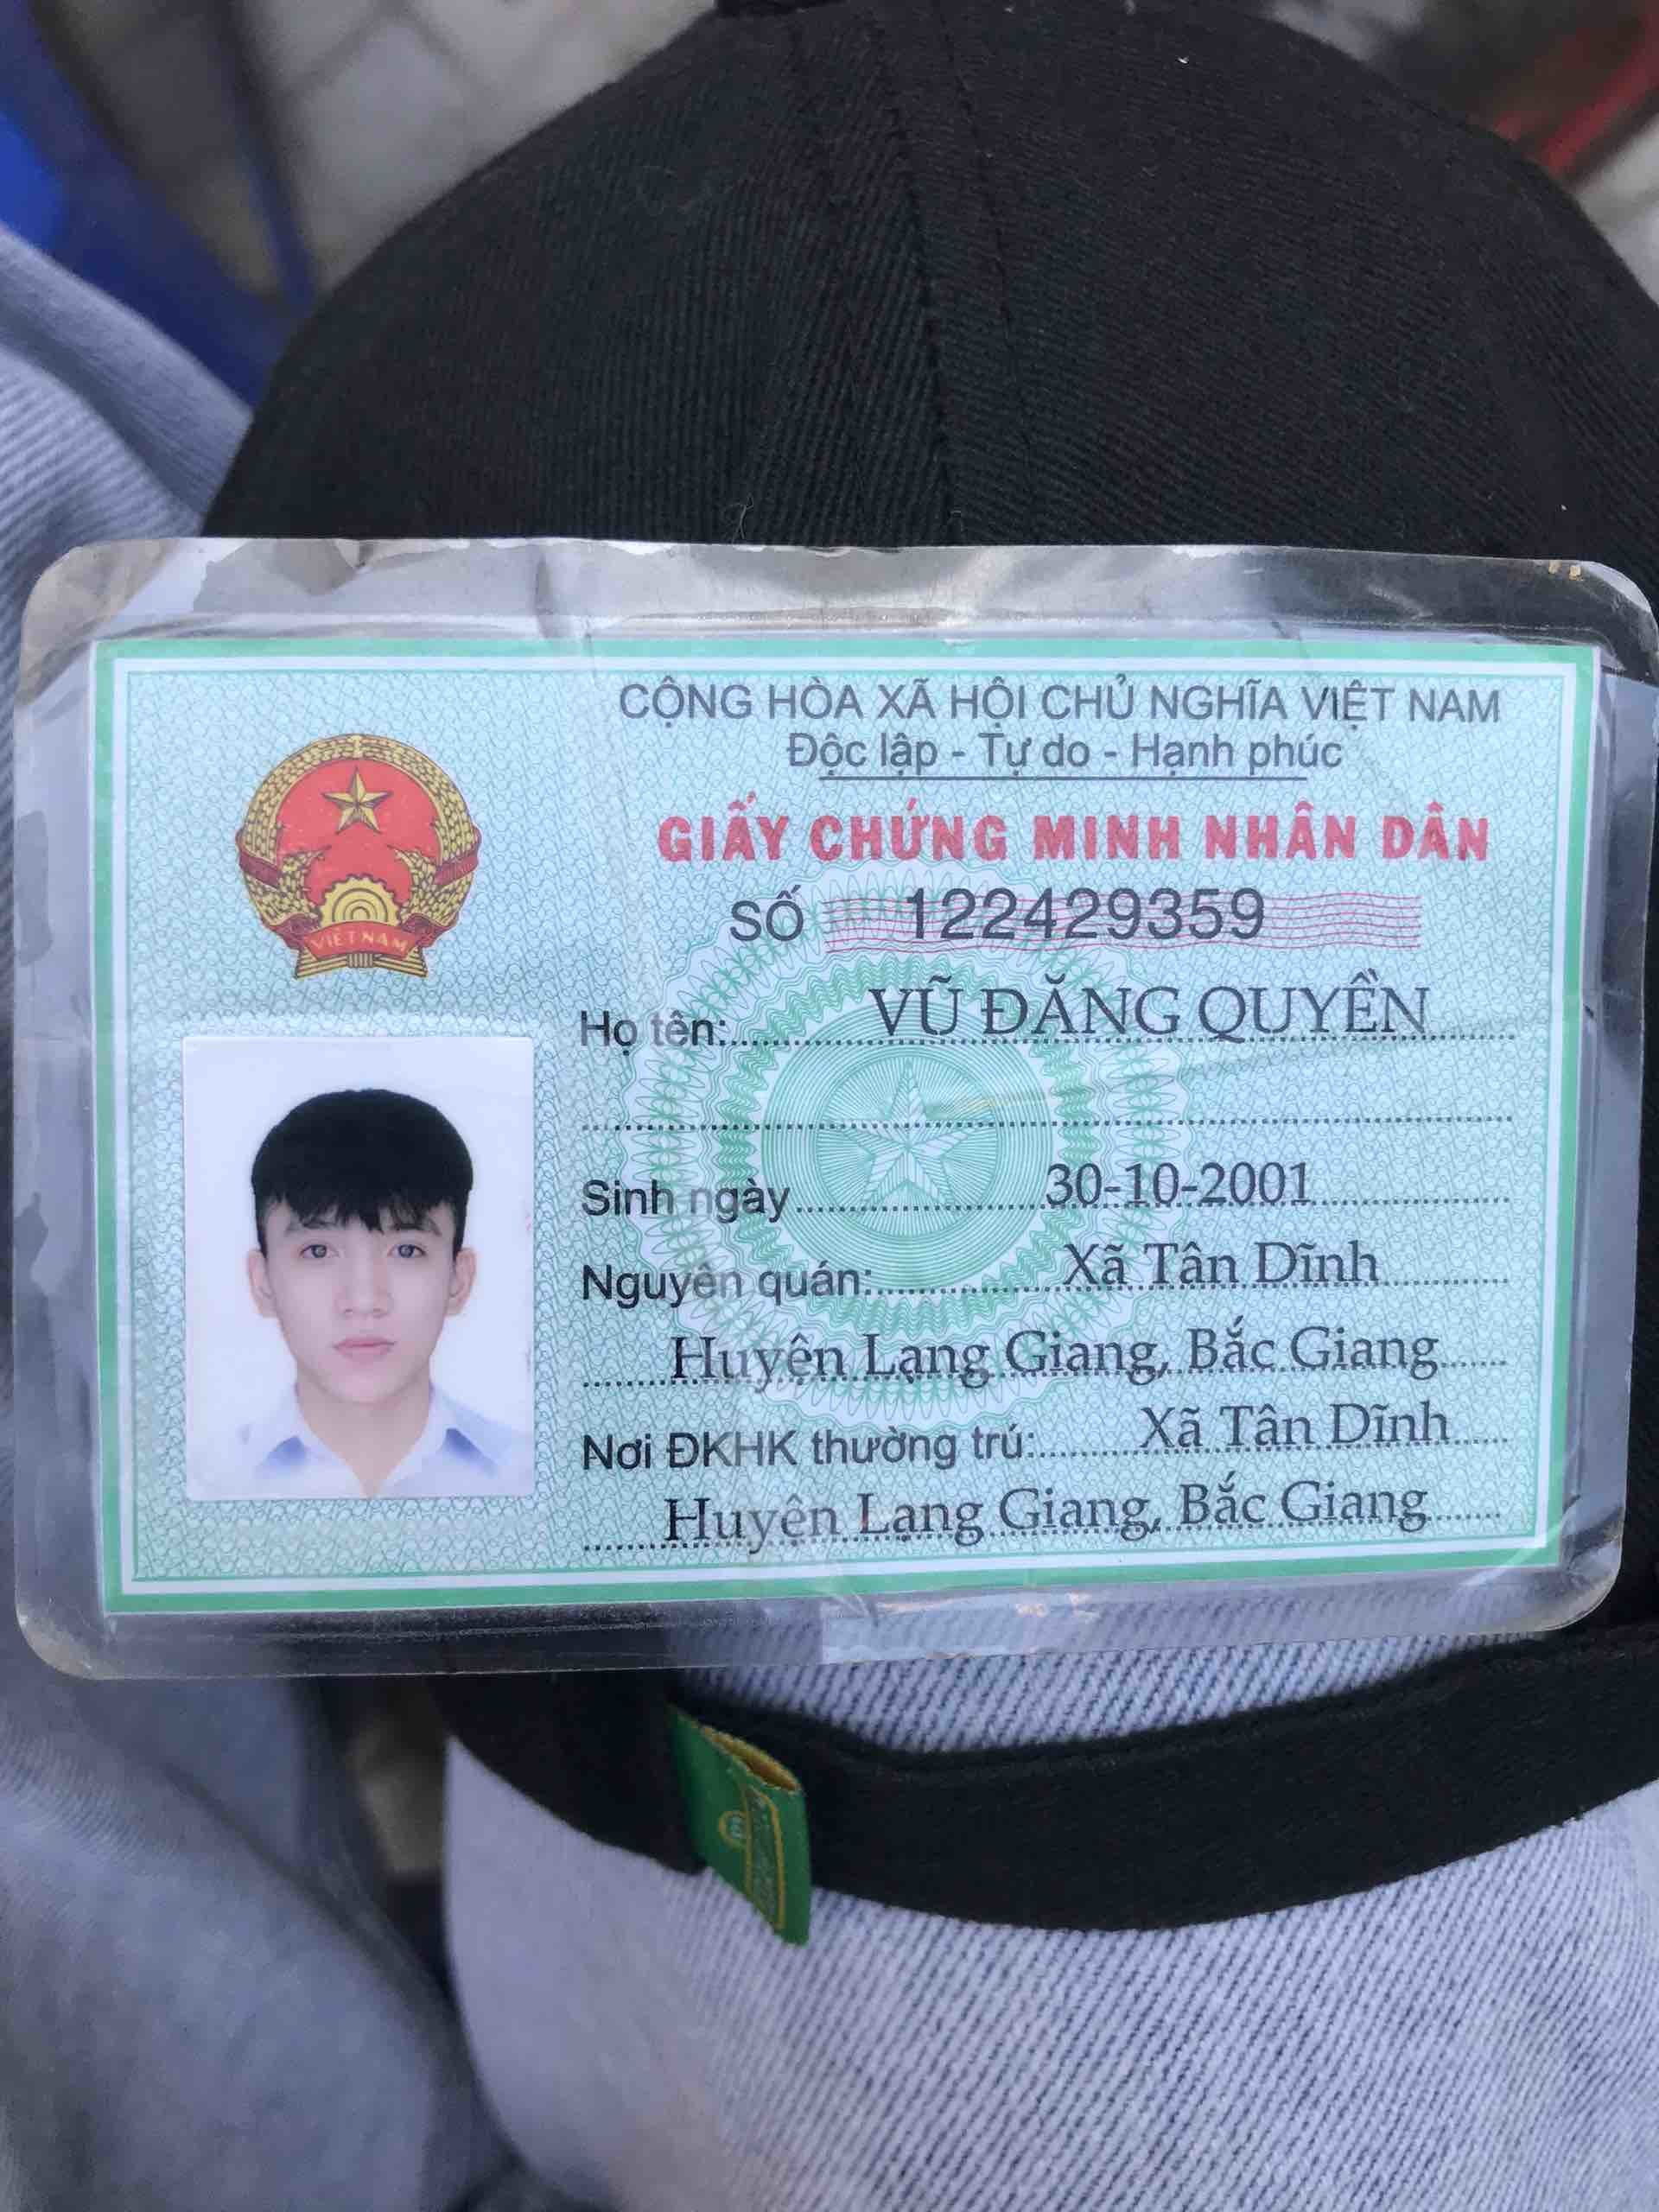 CỘNG HÒA XÃ HỘI CHỦ NGHĨA VIỆT NAM
Độc lập - Tự do - Hạnh phúc
GIẤY CHỨNG MINH NHÂN DÂN
SỐ 122429359
VIET NAM
Họ tên: VŨ ĐĂNG QUYỀN
Sinh ngày 30-10-2001
Nguyên quán: Xã Tân Dĩnh
Huyện Lạng Giang, Bắc Giang
Nơi ĐKHK thường trú: Xã Tân Dĩnh
Huyện Lạng Giang, Bắc Giang